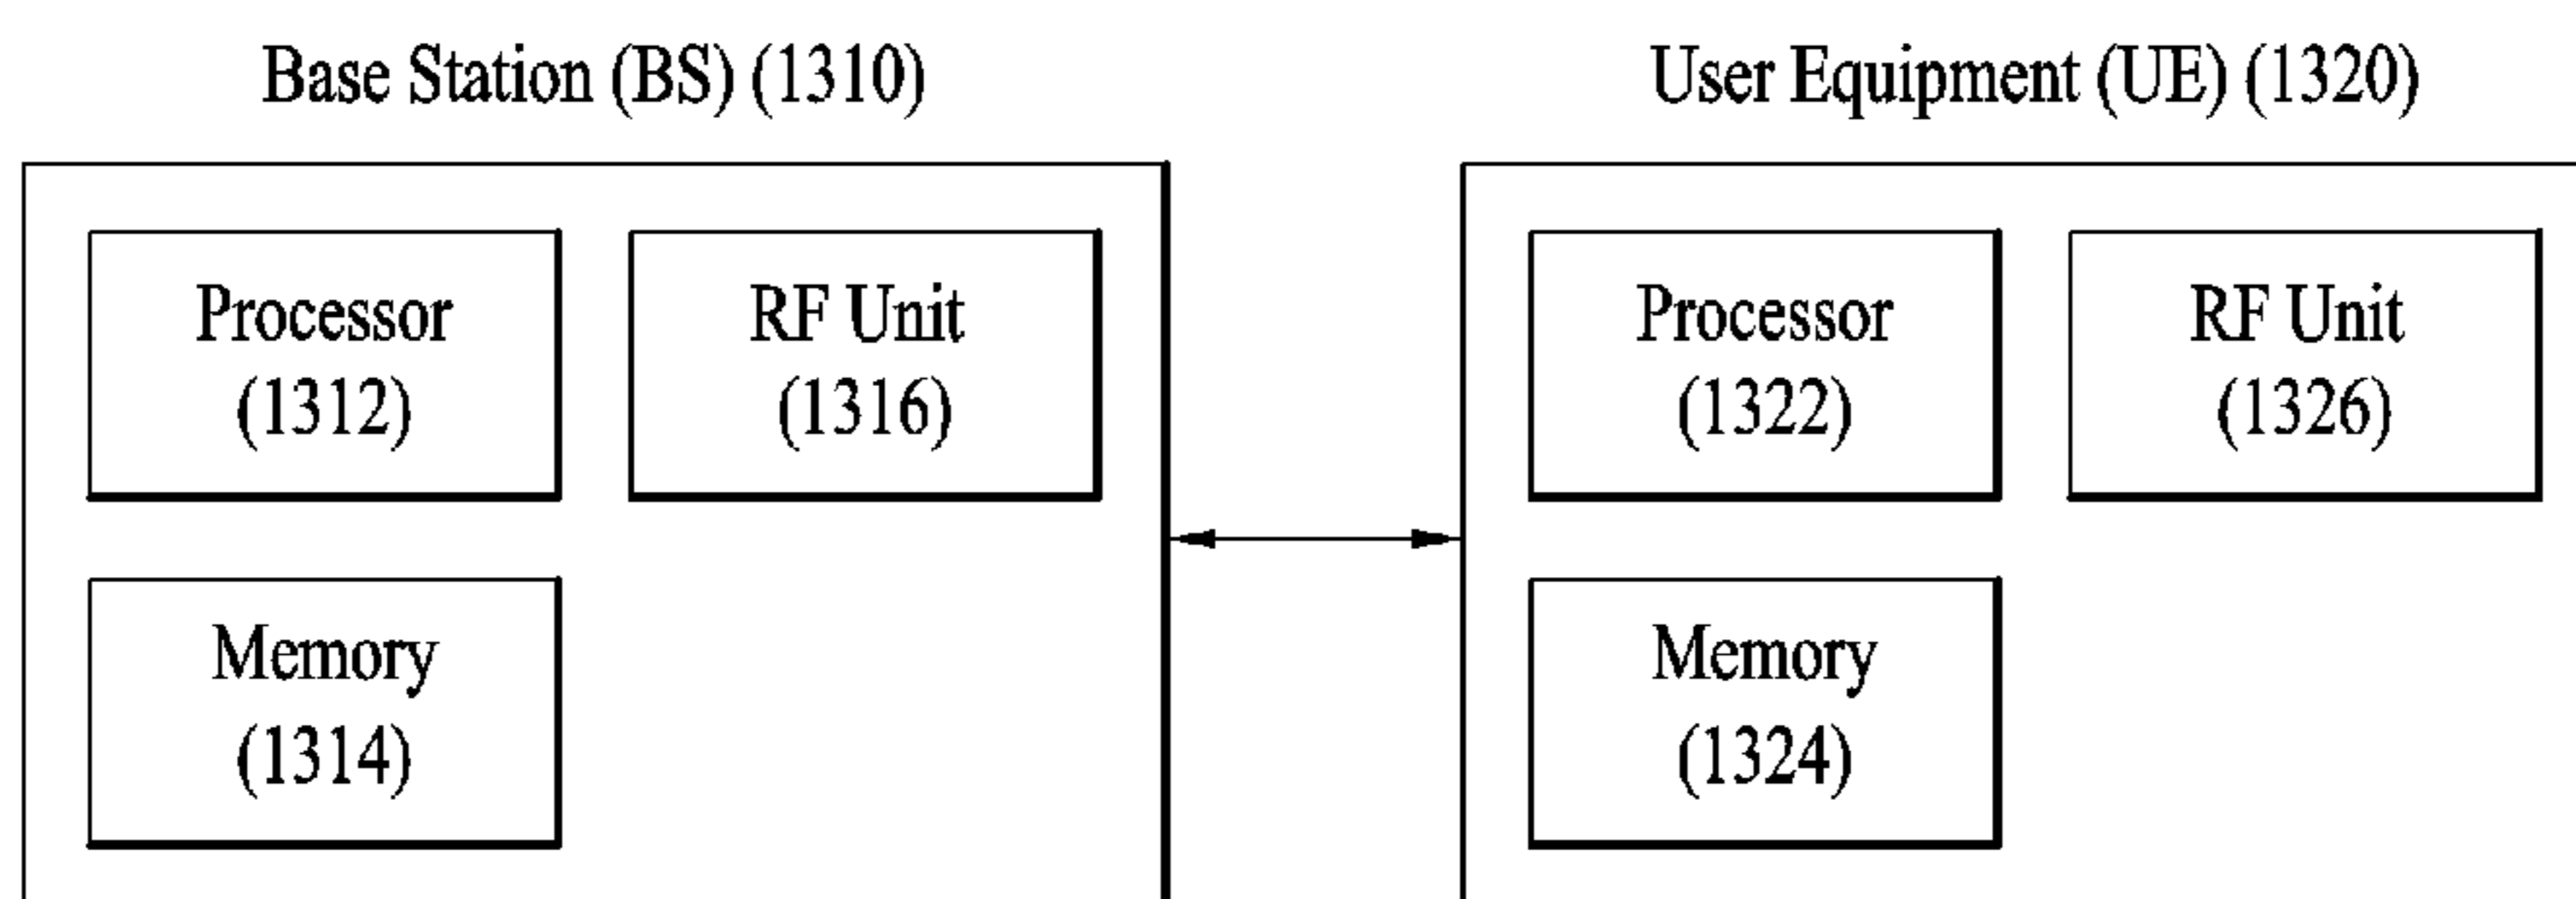 Base Station (BS) (1310)
Processor
(1312)
RF Unit
(1316)
Memory
(1314)
User Equipment (UE) (1320)
Processor
(1322)
RF Unit
(1326)
Memory
(1324)